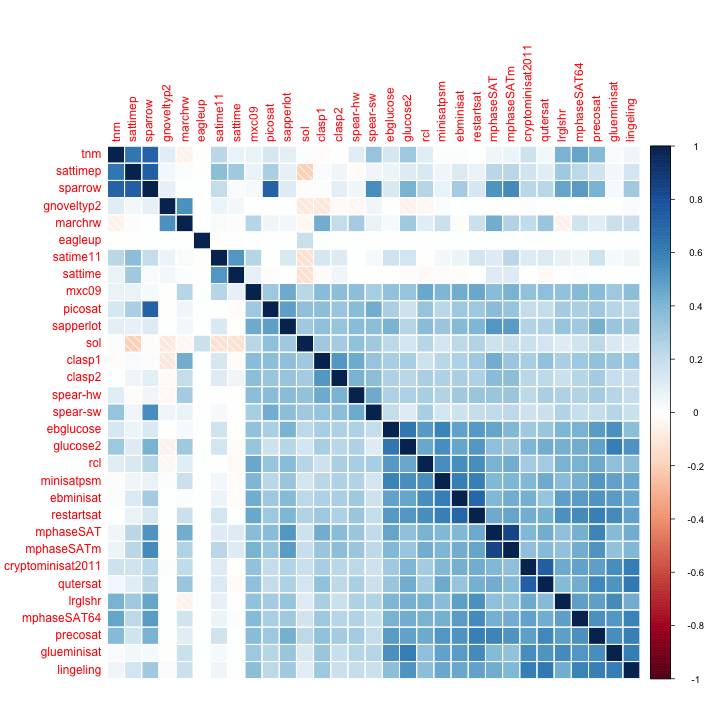 tnm
sattimep
sparrow
gnoveltyp2
marchrw
eagleup
satime11
sattime
mxc09
picosat
sapperlot
sol
clasp1
clasp2
spear-hw
spear-sw
ebglucose
glucose2
rcl
minisatpsm
ebminisat
restartsat
mphaseSAT
mphaseSATm
cryptominisat2011
qutersat
lrglshr
mphaseSAT64
precosat
glueminisat
lingeling
tnm
sattimep
sparrow
gnoveltyp2
marchrw
eagleup
satime11
sattime
mxc09
picosat
sapperlot
sol
clasp1
clasp2
spear-hw
spear-sw
ebglucose
glucose2
rcl
minisatpsm
ebminisat
restartsat
mphaseSAT
mphaseSATm
cryptominisat2011
qutersat
lrglshr
mphaseSAT64
precosat
glueminisat
lingeling
1
0.8
0.6
0.4
0.2
0
-0.2
-0.4
-0.6
-0.8
-1